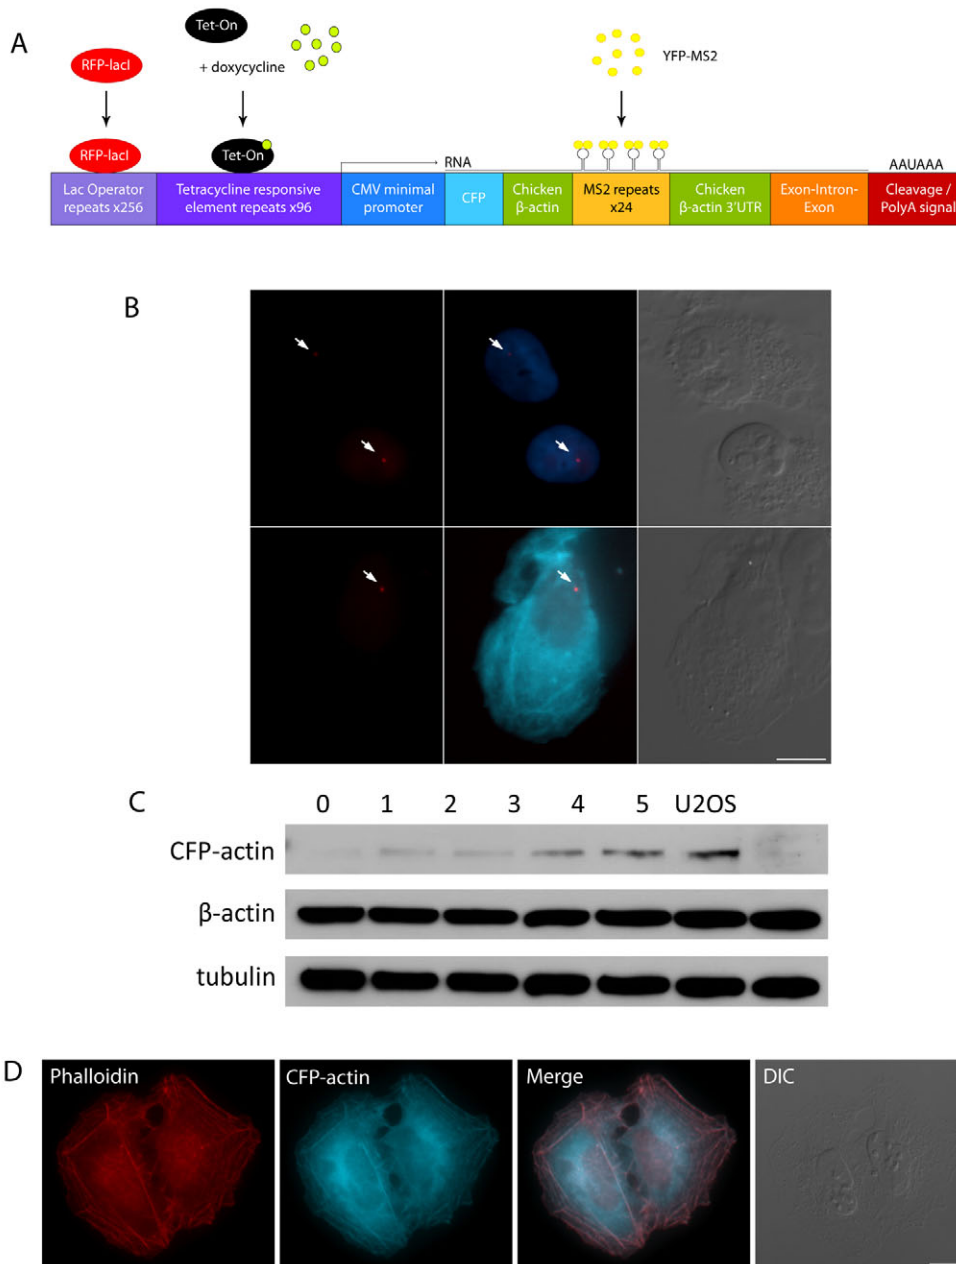 A
Tet-On
RFP-lacI
+ doxycycline
YFP-MS2
RFP-lacI
Tet-On
RNA
AAUAAA
Lac Operator
repeats x256
Tetracycline responsive
element repeats x96
CMV minimal
promoter
CFP
Chicken
β-actin
MS2 repeats
x24
Chicken
β-actin 3'UTR
Exon-Intron-
Exon
Cleavage /
PolyA signal
B
C
0 1 2 3 4 5 U2OS
CFP-actin
β-actin
tubulin
D
Phalloidin
CFP-actin
Merge
DIC